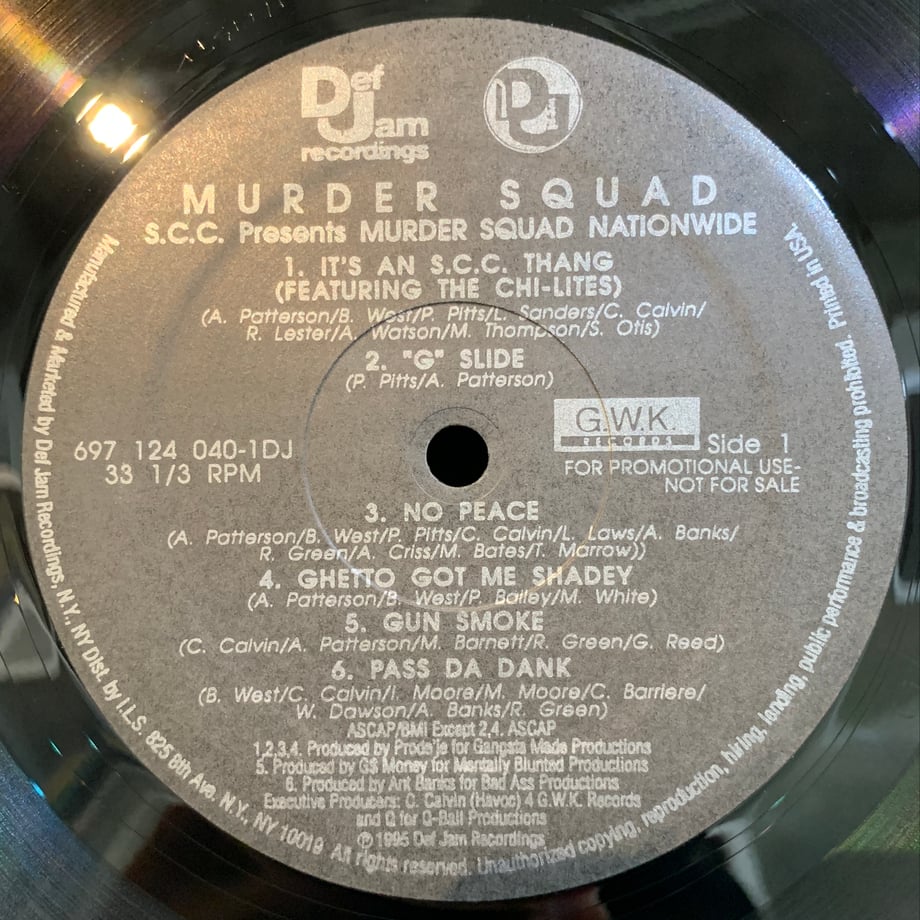 Def
Jam
recordings
MURDER SQUAD
S.C.C. Presents MURDER SQUAD NATIONWIDE
1. IT'S AN S.C.C. THANG
(FEATURING THE CHI-LITES)
(A. Patterson/B. West/P. Pitts/L. Sanders/C. Calvin/
R. Lester/A. Watson/M. Thompson/S. Otis)
2. "G" SLIDE
(P. Pitts/A. Patterson)
697 124 040-1DJ
33 1/3 RPM
G.W.K.
RECORDS
Side 1
FOR PROMOTIONAL USE-
NOT FOR SALE
3. NO PEACE
(A. Patterson/B. West/P. Pitts/C. Calvin/L. Laws/A. Banks/
R. Green/A. Criss/M. Bates/T. Marrow))
4. GHETTO GOT ME SHADEY
(A. Patterson/B. West/P. Bailey/M. White)
5. GUN SMOKE
(C. Calvin/A. Patterson/M. Barnett/R. Green/G. Reed)
6. PASS DA DANK
(B. West/C. Calvin/I. Moore/M. Moore/C. Barriere/
W. Dawson/A. Banks/R. Green)
ASCAP/BMI Except 2,4. ASCAP
1,2,3,4. Produced by Prode'je for Gangsta Made Productions
5. Produced by G$ Money for Mentally Blunted Productions
6. Produced by Ant Banks for Bad Ass Productions
Executive Producers: C. Calvin (Havoc) 4 G.W.K. Records
and Q for Q-Ball Productions
℗©1995 Def Jam Recordings
Manufactured & Marketed by Def Jam Recordings, N.Y., NY Dist. by I.L.S. 825 8th Ave. N.Y., NY 10019 All rights reserved. Unauthorized copying, reproduction, hiring, lending, public performance & broadcasting prohibited. Printed in USA.